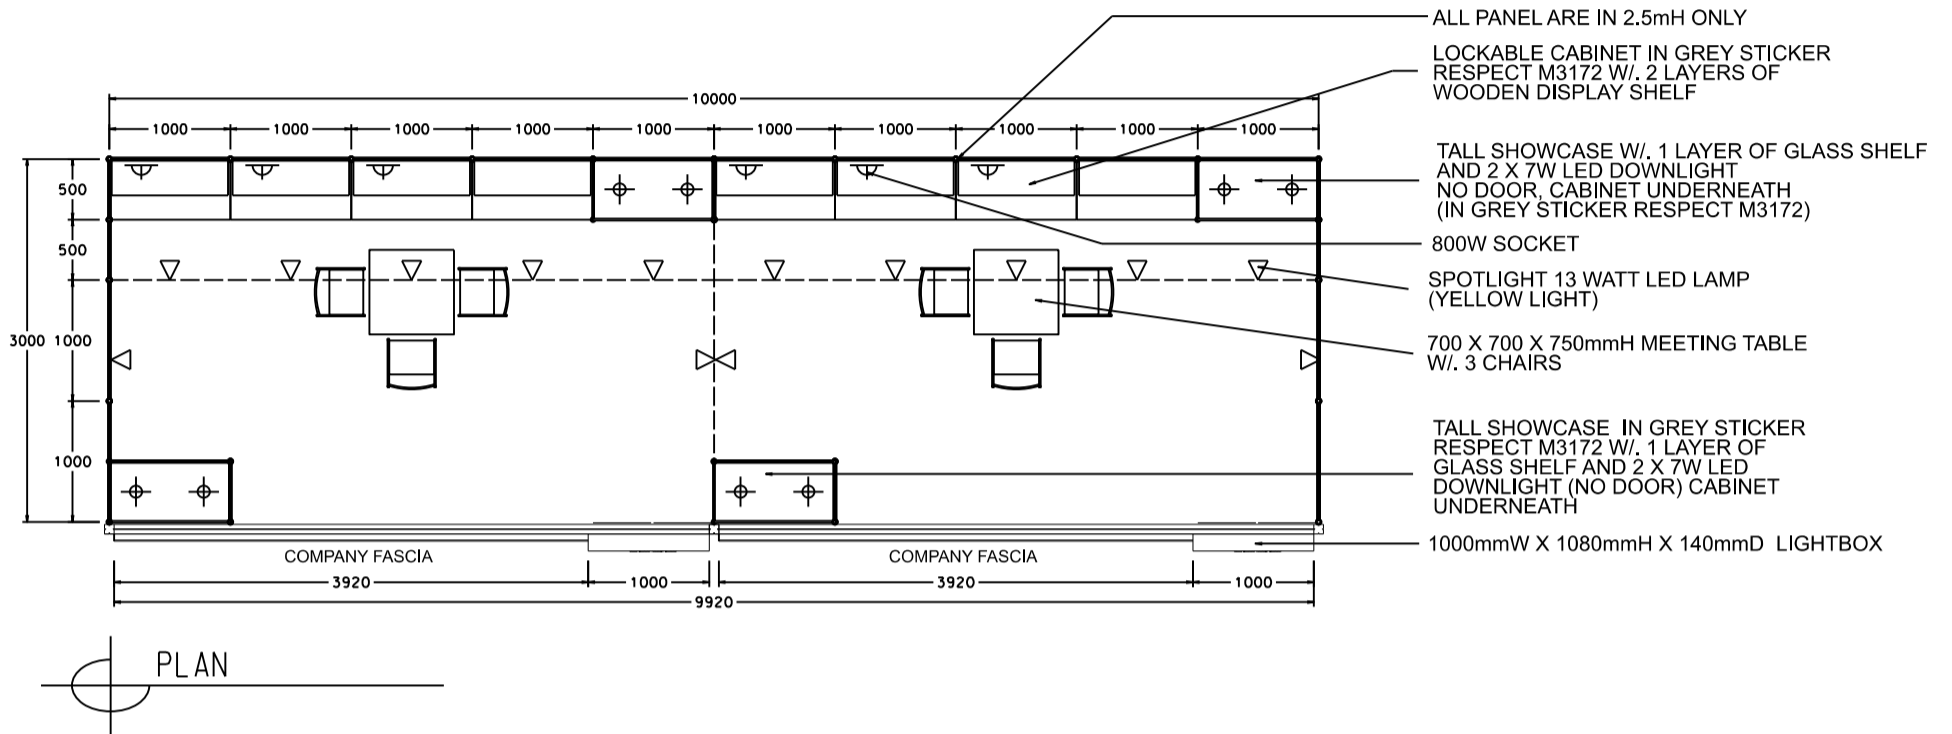 ALL PANEL ARE IN 2.5mH ONLY
LOCKABLE CABINET IN GREY STICKER
RESPECT M3172 W/. 2 LAYERS OF
WOODEN DISPLAY SHELF
10000
1000 1000 1000 1000 1000 1000 1000 1000 1000 1000
TALL SHOWCASE W/. 1 LAYER OF GLASS SHELF
AND 2 X 7W LED DOWNLIGHT
NO DOOR, CABINET UNDERNEATH
(IN GREY STICKER RESPECT M3172)
500
800W SOCKET
500
SPOTLIGHT 13 WATT LED LAMP
(YELLOW LIGHT)
3000 1000
700 X 700 X 750mmH MEETING TABLE
W/. 3 CHAIRS
1000
TALL SHOWCASE IN GREY STICKER
RESPECT M3172 W/. 1 LAYER OF
GLASS SHELF AND 2 X 7W LED
DOWNLIGHT (NO DOOR) CABINET
UNDERNEATH
1000mmW X 1080mmH X 140mmD LIGHTBOX
COMPANY FASCIA COMPANY FASCIA
3920 1000 3920 1000
9920
PLAN